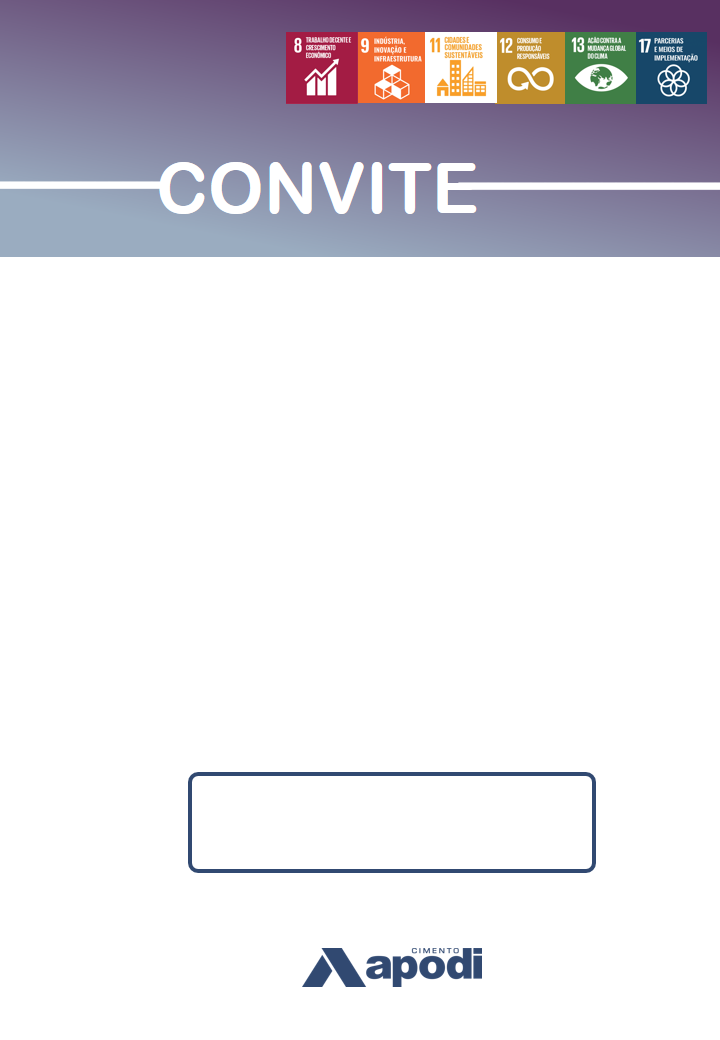 8 TRABALHO DECENTE E
CRESCIMENTO
ECONÔMICO
9 INDÚSTRIA,
INOVAÇÃO E
INFRAESTRUTURA
11 CIDADES E
COMUNIDADES
SUSTENTÁVEIS
12 CONSUMO E
PRODUÇÃO
RESPONSÁVEIS
13 AÇÃO CONTRA A
MUDANÇA GLOBAL
DO CLIMA
17 PARCERIAS
E MEIOS DE
IMPLEMENTAÇÃO
CONVITE
CIMENTO
apodi